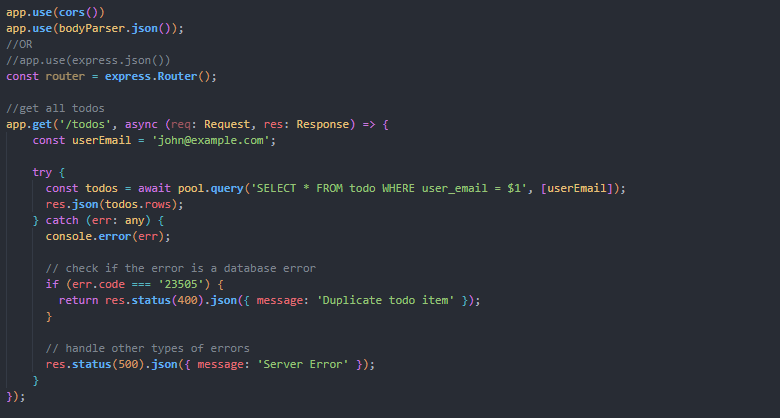 app.use(cors())
app.use(bodyParser.json());
//OR
//app.use(express.json())
const router = express.Router();

//get all todos
app.get('/todos', async (req: Request, res: Response) => {
    const userEmail = 'john@example.com';

    try {
      const todos = await pool.query('SELECT * FROM todo WHERE user_email = $1', [userEmail]);
      res.json(todos.rows);
    } catch (err: any) {
      console.error(err);

      // check if the error is a database error
      if (err.code === '23505') {
        return res.status(400).json({ message: 'Duplicate todo item' });
      }

      // handle other types of errors
      res.status(500).json({ message: 'Server Error' });
    }
});